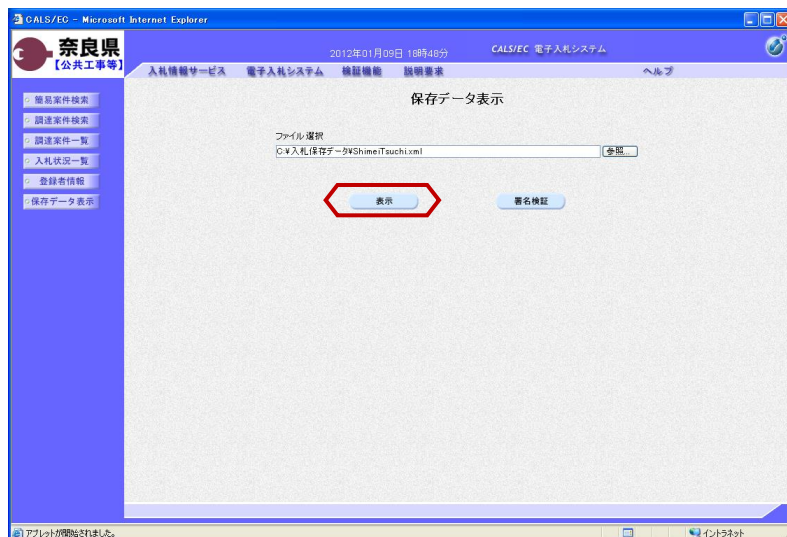 CALS/EC - Microsoft Internet Explorer
奈良県
【公共工事等】
2012年01月09日 18時48分
CALS/EC 電子入札システム
入札情報サービス 電子入札システム 検証機能 説明要求 ヘルプ
簡易案件検索
調達案件検索
調達案件一覧
入札状況一覧
登録者情報
保存データ表示
保存データ表示
ファイル選択
C:¥入札保存データ¥ShimeiTsuchi.xml 参照...
表示 署名検証
アプレットが開始されました。 イントラネット